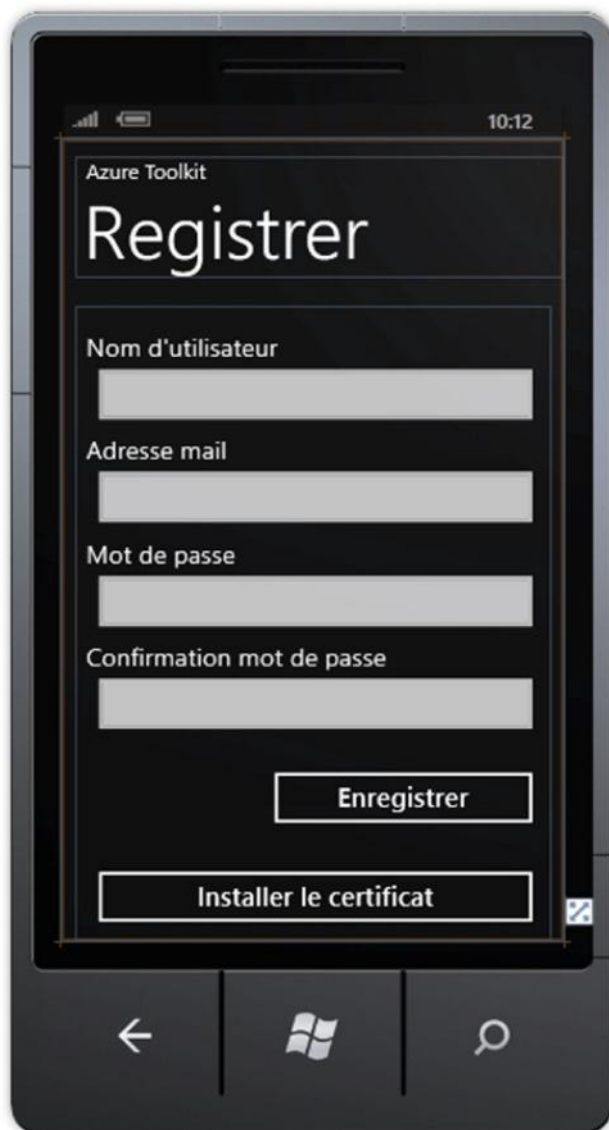 10:12
Azure Toolkit
Registrer
Nom d'utilisateur
Adresse mail
Mot de passe
Confirmation mot de passe
Enregistrer
Installer le certificat